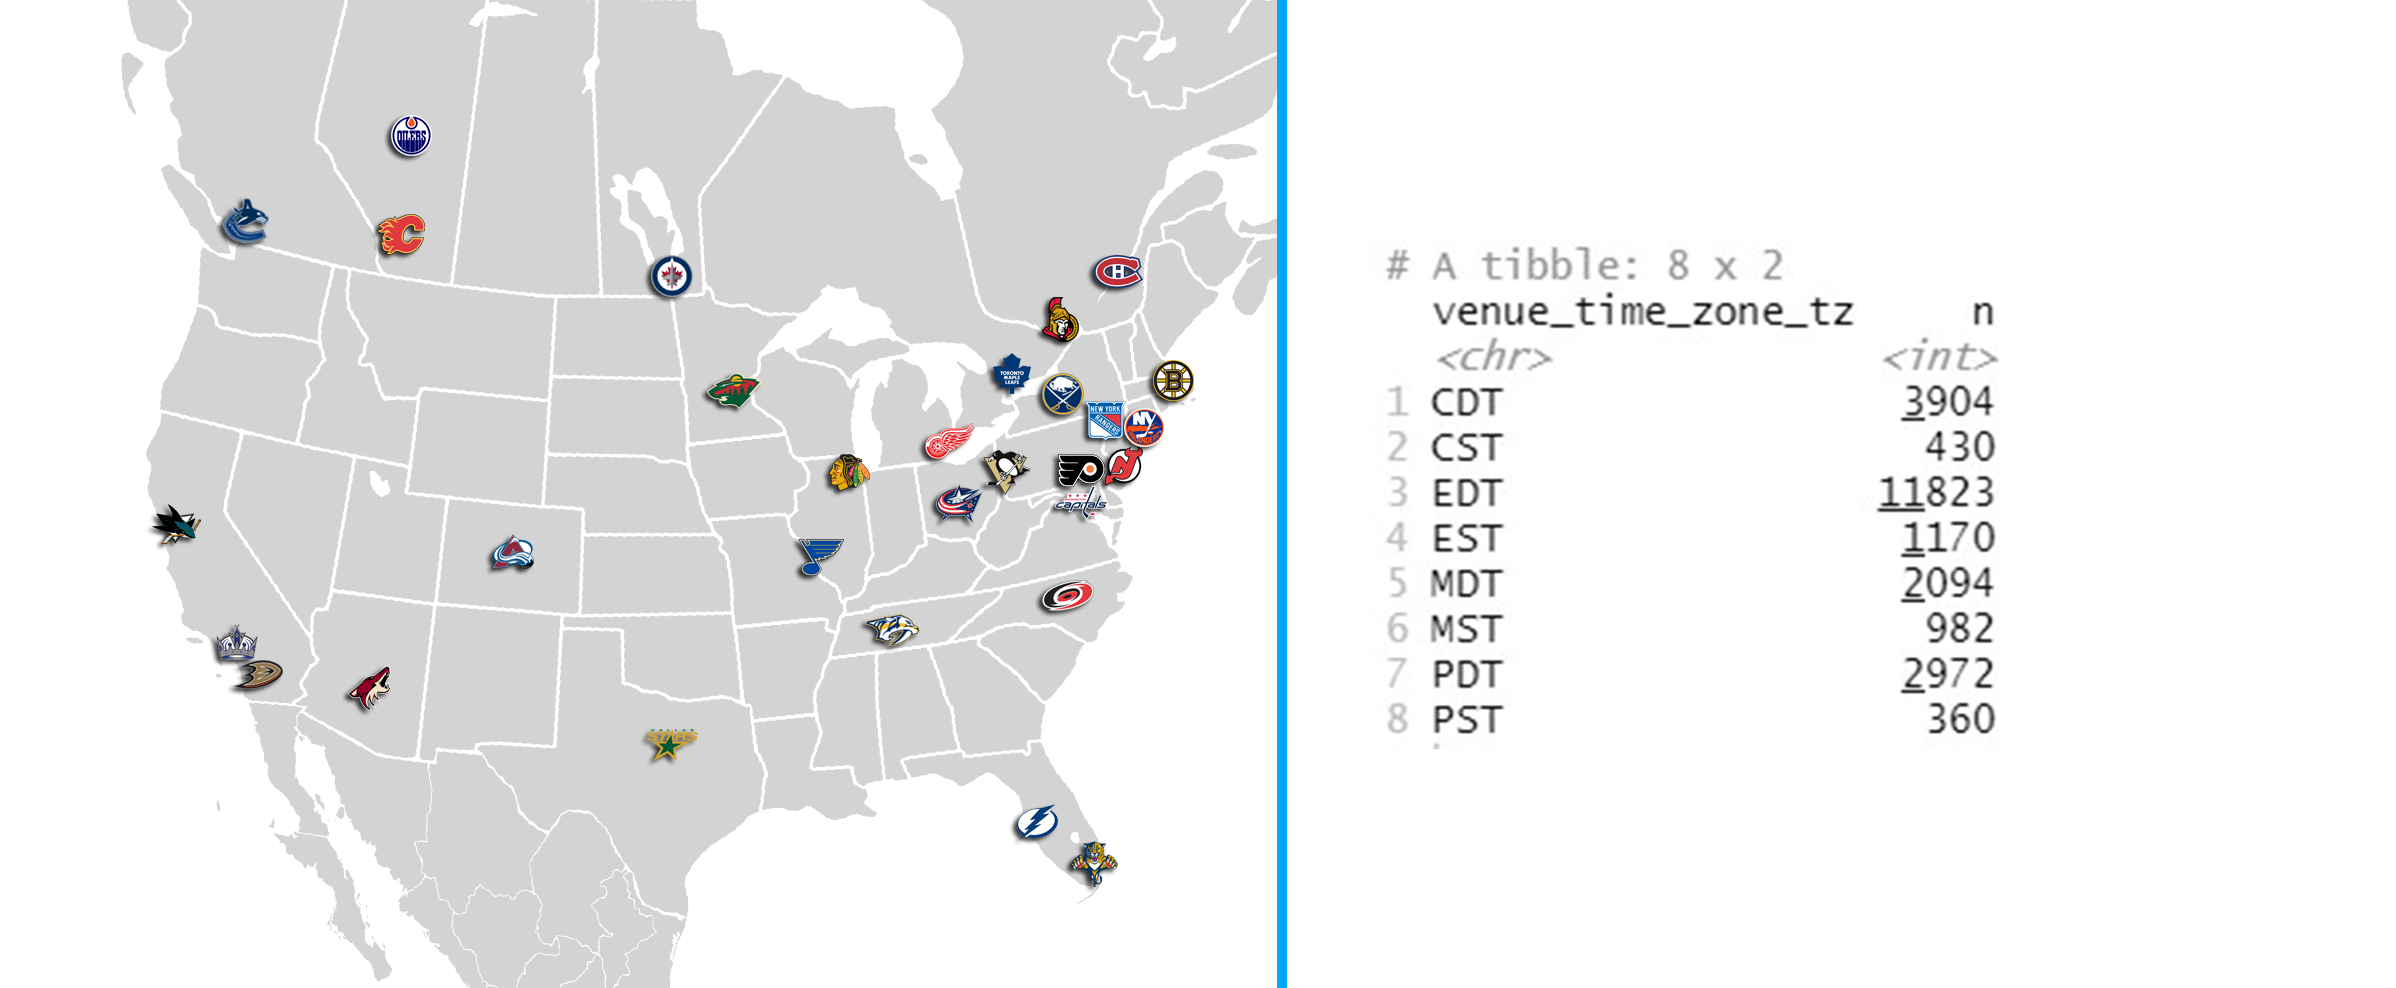 OILERS
TORONTO
MAPLE
LEAFS
NEW YORK
RANGERS
NY
B
capitals
STARS
# A tibble: 8 x 2
venue_time_zone_tz n
<chr> <int>
1 CDT 3904
2 CST 430
3 EDT 11823
4 EST 1170
5 MDT 2094
6 MST 982
7 PDT 2972
8 PST 360